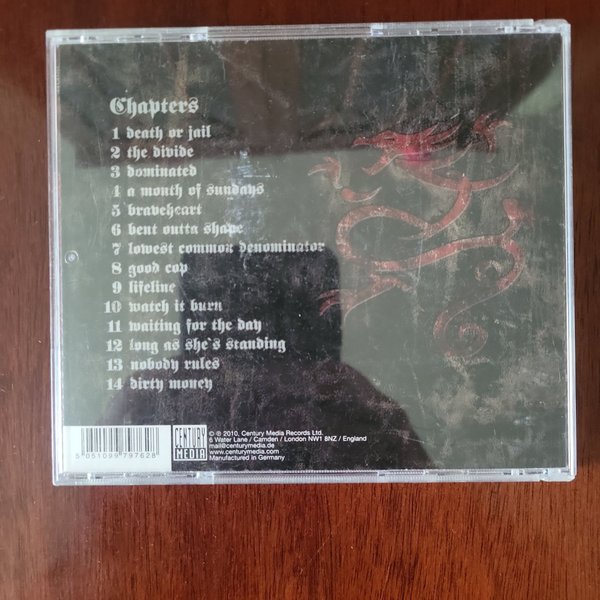 Chapters
1 death or jail
2 the divide
3 dominated
4 a month of sundays
5 braveheart
6 bent outta shape
7 lowest common denominator
8 good cop
9 lifeline
10 watch it burn
11 waiting for the day
12 long as she's standing
13 nobody rules
14 dirty money
5 051099 797628
CENTURY
MEDIA
© ℗ 2010, Century Media Records Ltd.
6 Water Lane / Camden / London NW1 8NZ / England
mail@centurymedia.de
www.centurymedia.com
Manufactured in Germany